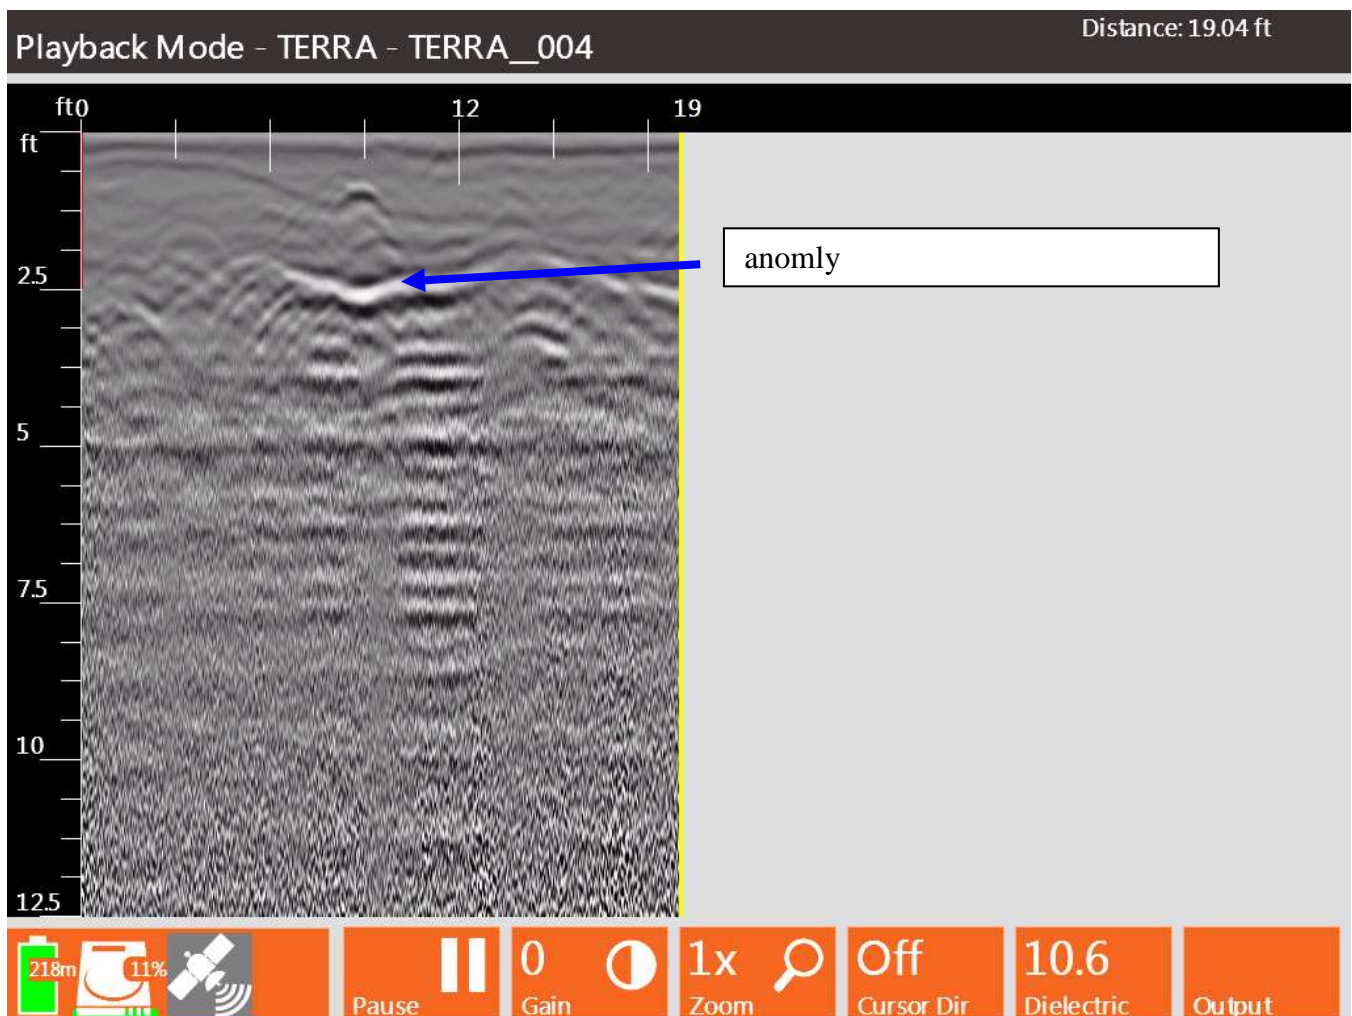 Playback Mode - TERRA - TERRA__004
Distance: 19.04 ft
ft0 12 19
ft
anomly
2.5
5
7.5
10
12.5
218m 11%
0 1x Off 10.6
Pause Gain Zoom Cursor Dir Dielectric Output